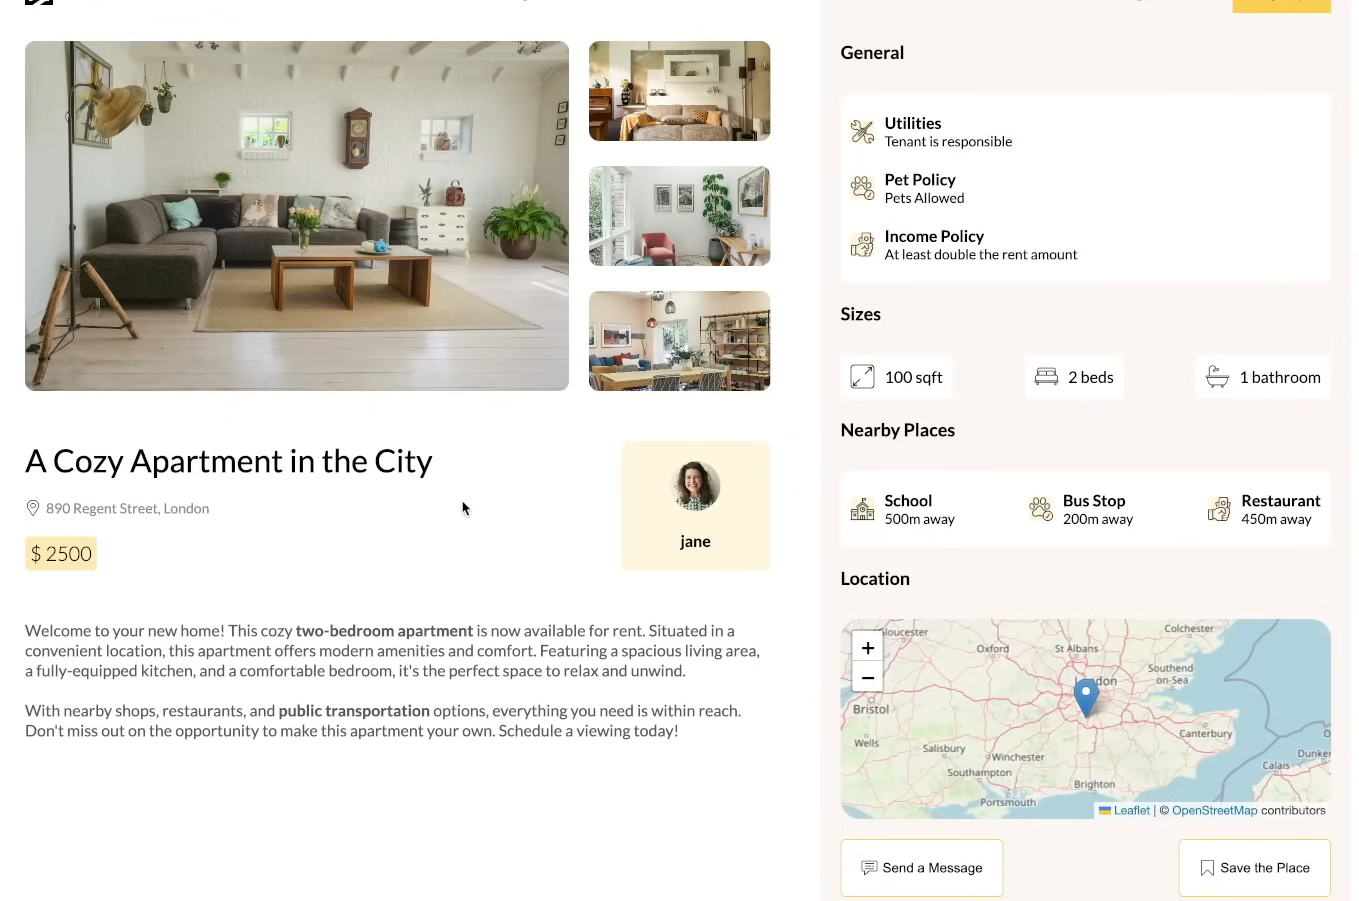 A Cozy Apartment in the City
890 Regent Street, London
$ 2500
jane
Welcome to your new home! This cozy two-bedroom apartment is now available for rent. Situated in a
convenient location, this apartment offers modern amenities and comfort. Featuring a spacious living area,
a fully-equipped kitchen, and a comfortable bedroom, it's the perfect space to relax and unwind.
With nearby shops, restaurants, and public transportation options, everything you need is within reach.
Don't miss out on the opportunity to make this apartment your own. Schedule a viewing today!
General
Utilities
Tenant is responsible
Pet Policy
Pets Allowed
Income Policy
At least double the rent amount
Sizes
100 sqft
2 beds
1 bathroom
Nearby Places
School
500m away
Bus Stop
200m away
Restaurant
450m away
Location
+
−
Colchester
Oxford
St Albans
Southend-
on-Sea
Bristol
Canterbury
Wells
Salisbury
Winchester
Calais
Southampton
Brighton
Portsmouth
Leaflet | © OpenStreetMap contributors
Send a Message
Save the Place